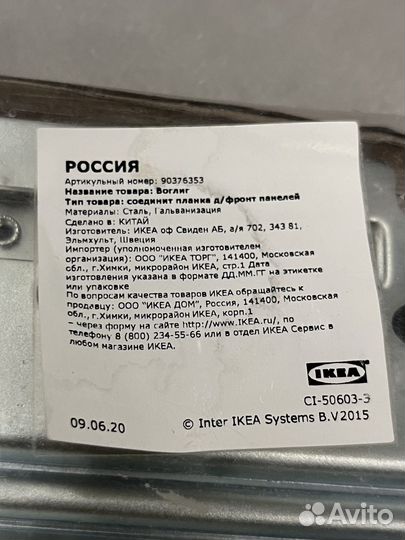 РОССИЯ
Артикульный номер: 90376353
Название товара: Воглиг
Тип товара: соединит планка д/фронт панелей
Материалы: Сталь, Гальванизация
Сделано в: КИТАЙ
Изготовитель: ИКЕА оф Свиден АБ, а/я 702, 343 81,
Эльмхульт, Швеция
Импортер (уполномоченная изготовителем
организация): ООО "ИКЕА ТОРГ", 141400, Московская
обл., г.Химки, микрорайон ИКЕА, стр.1 Дата
изготовления указана в формате ДД.ММ.ГГ на этикетке
или упаковке
По вопросам качества товаров ИКЕА обращайтесь к
продавцу: ООО "ИКЕА ДОМ", Россия, 141400, Московская
обл., г.Химки, микрорайон ИКЕА, корп.1
– через форму на сайте http://www.IKEA.ru/, по
телефону 8 (800) 234-55-66 или в отдел ИКЕА Сервис в
любом магазине ИКЕА.
IKEA
CI-50603-3
09.06.20
© Inter IKEA Systems B.V2015
Avito